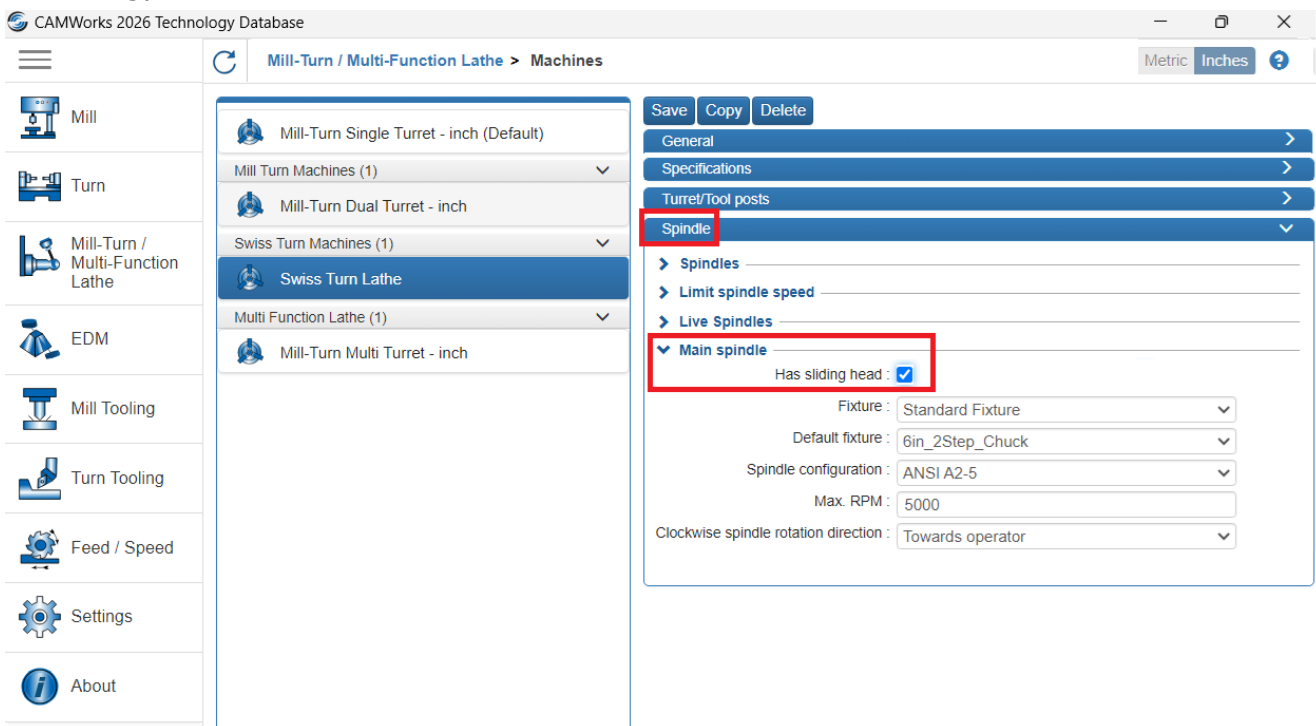 CAMWorks 2026 Technology Database
Mill-Turn / Multi-Function Lathe > Machines
Metric Inches ?
Mill
Turn
Mill-Turn /
Multi-Function
Lathe
EDM
Mill Tooling
Turn Tooling
Feed / Speed
Settings
About
Mill-Turn Single Turret - inch (Default)
Mill Turn Machines (1)
Mill-Turn Dual Turret - inch
Swiss Turn Machines (1)
Swiss Turn Lathe
Multi Function Lathe (1)
Mill-Turn Multi Turret - inch
Save Copy Delete
General
Specifications
Turret/Tool posts
Spindle
Spindles
Limit spindle speed
Live Spindles
Main spindle
Has sliding head :
Fixture : Standard Fixture
Default fixture : 6in_2Step_Chuck
Spindle configuration : ANSI A2-5
Max. RPM : 5000
Clockwise spindle rotation direction : Towards operator